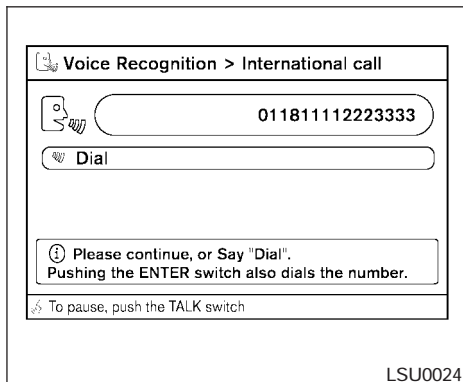 Voice Recognition > International call
011811112223333
Dial
Please continue, or Say "Dial".
Pushing the ENTER switch also dials the number.
To pause, push the TALK switch
LSU0024